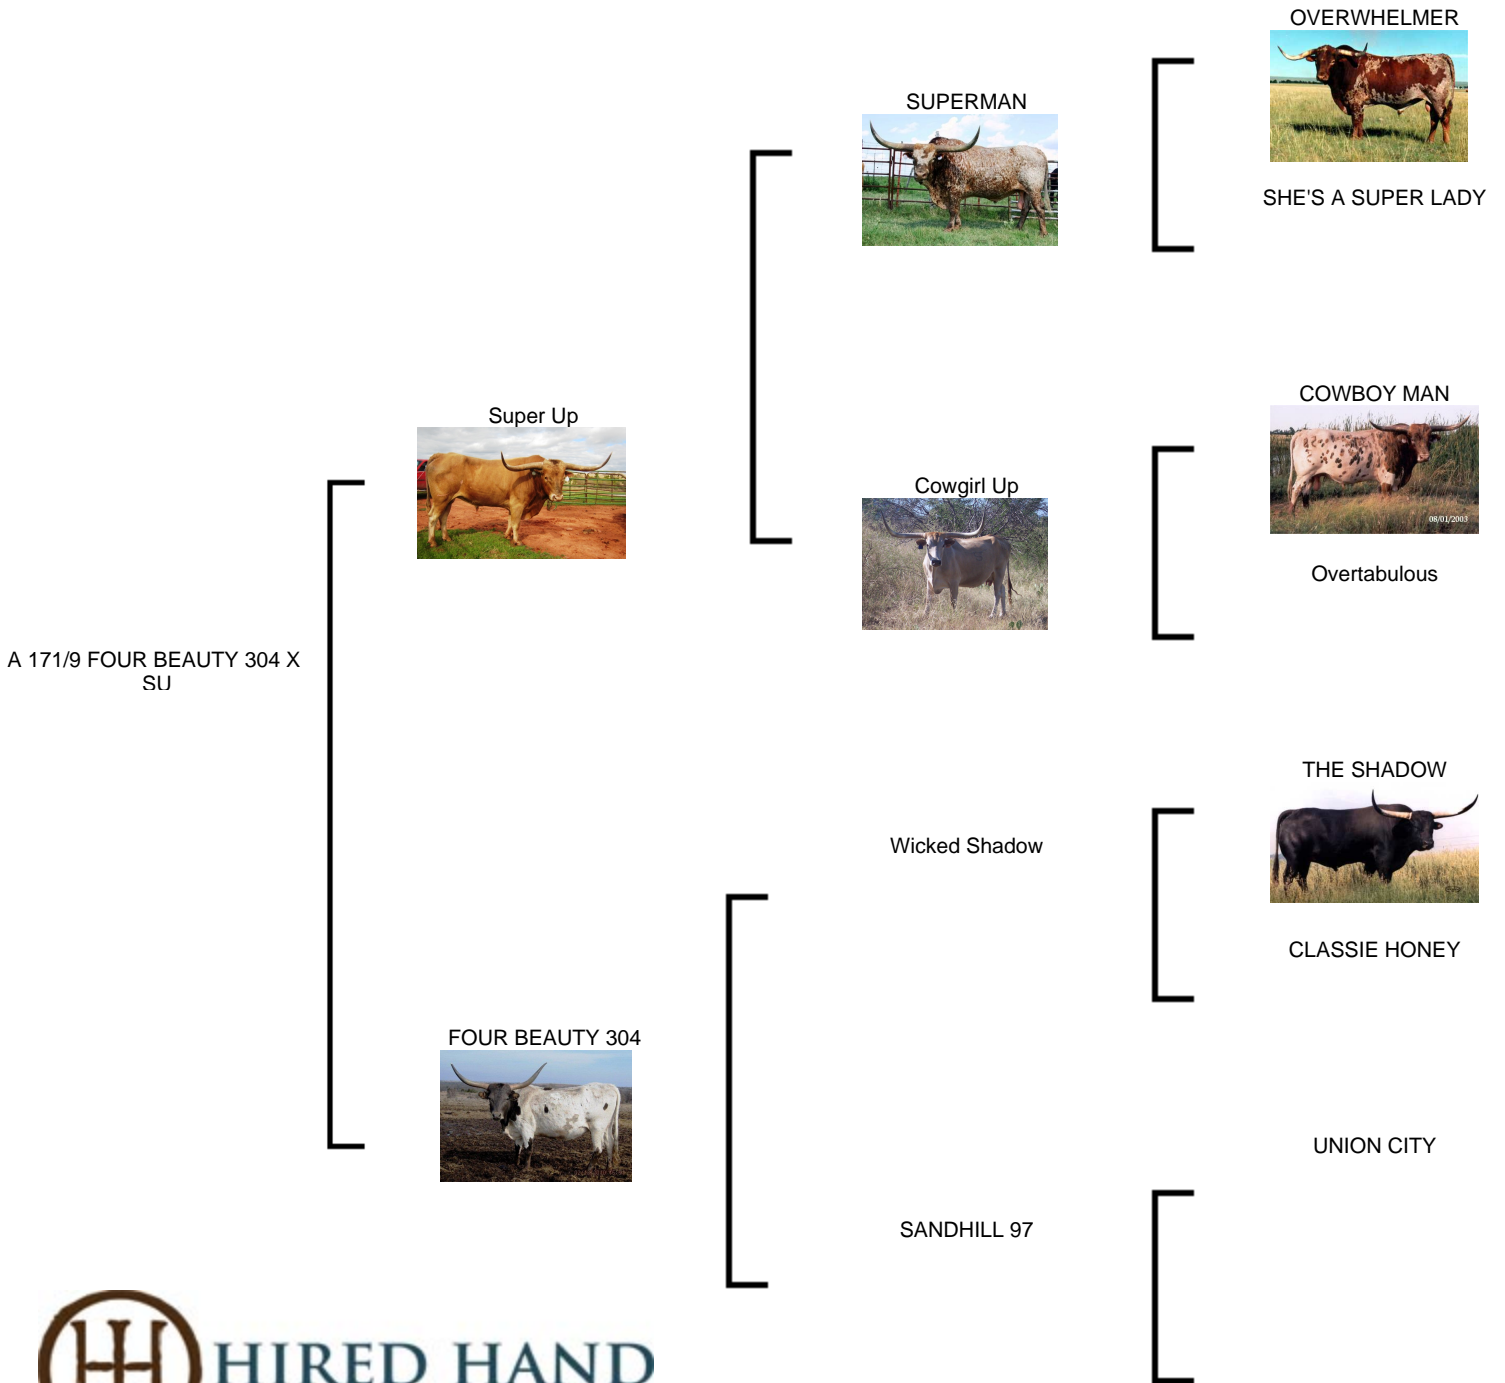 OVERWHELMER
SUPERMAN
SHE'S A SUPER LADY
COWBOY MAN
Super Up
Cowgirl Up
08/01/2003
Overtabulous
A 171/9 FOUR BEAUTY 304 X
SU
THE SHADOW
Wicked Shadow
CLASSIE HONEY
FOUR BEAUTY 304
UNION CITY
SANDHILL 97
HIRED HAND